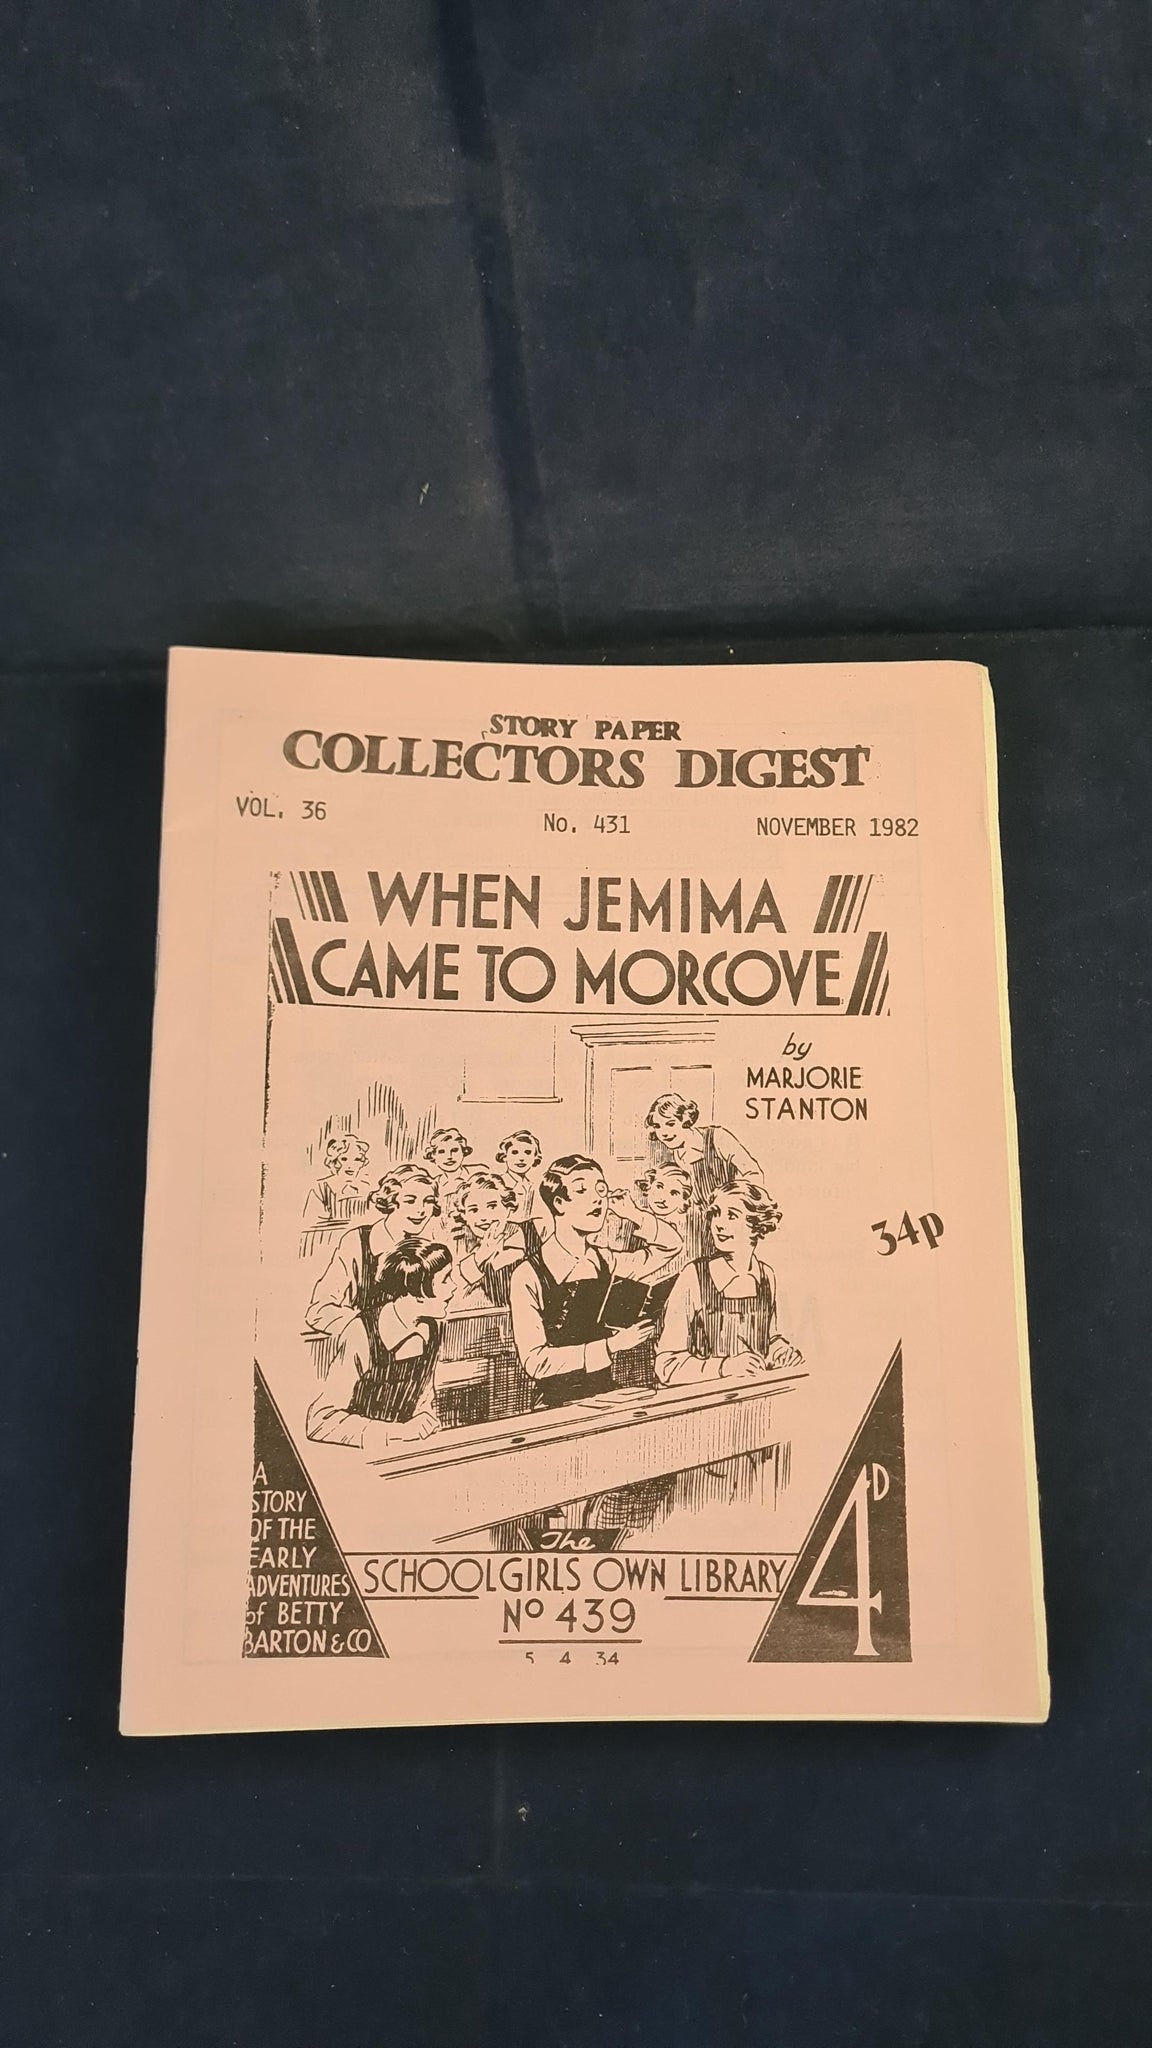 STORY PAPER
COLLECTORS DIGEST
VOL. 36 No. 431 NOVEMBER 1982
WHEN JEMIMA
CAME TO MORCOVE
by
MARJORIE
STANTON
34p
A
STORY
OF THE
EARLY
ADVENTURES
of BETTY
BARTON & CO
The
SCHOOLGIRLS OWN LIBRARY
No 439
5 4 34
4D